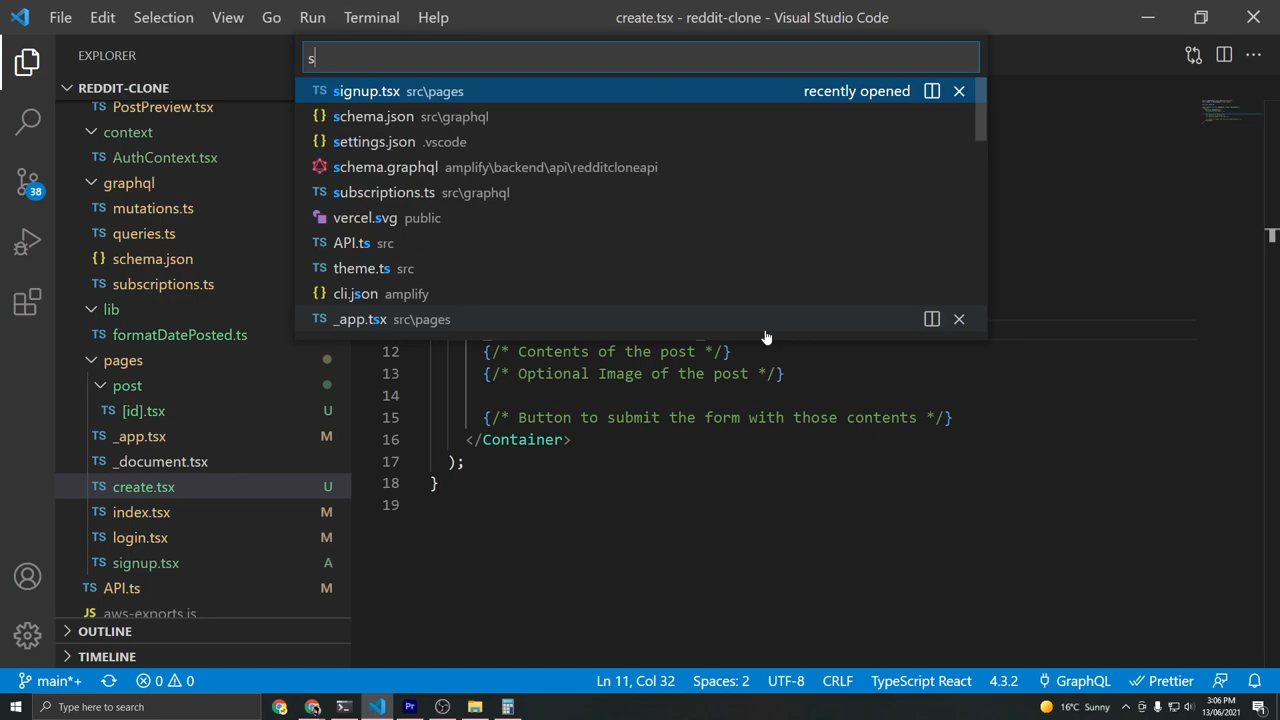 File Edit Selection View Go Run Terminal Help create.tsx - reddit-clone - Visual Studio Code
EXPLORER
s
REDDIT-CLONE
signup.tsx src\pages recently opened
{} schema.json src\graphql
{} settings.json .vscode
schema.graphql amplify\backend\api\redditcloneapi
TS subscriptions.ts src\graphql
vercel.svg public
TS API.ts src
TS theme.ts src
{} cli.json amplify
TS _app.tsx src\pages
PostPreview.tsx
context
TS AuthContext.tsx
graphql
TS mutations.ts
TS queries.ts
{} schema.json
TS subscriptions.ts
lib
TS formatDatePosted.ts
pages
post
TS [id].tsx U
TS _app.tsx M
TS _document.tsx
TS create.tsx U
TS index.tsx M
TS login.tsx M
TS signup.tsx A
TS API.ts M
JS aws-exports.js
OUTLINE
TIMELINE
38
12 {/* Contents of the post */}
13 {/* Optional Image of the post */}
14
15 {/* Button to submit the form with those contents */}
16 </Container>
17 );
18 }
19
main*+ 0 0 Ln 11, Col 32 Spaces: 2 UTF-8 CRLF TypeScript React 4.3.2 GraphQL Prettier
Type here to search Pr 16°C Sunny 3:06 PM
13/06/2021